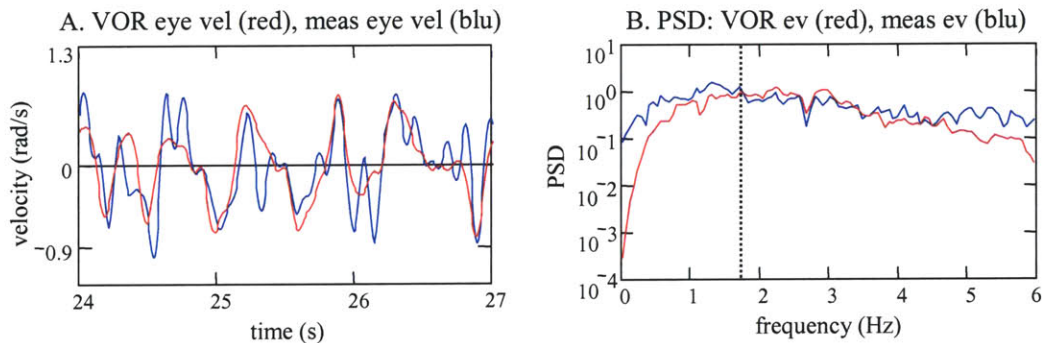 A. VOR eye vel (red), meas eye vel (blu)
1.3
0
−0.9
velocity (rad/s)
24 25 26 27
time (s)
B. PSD: VOR ev (red), meas ev (blu)
10^1
10^0
10^-1
10^-2
10^-3
10^-4
PSD
0 1 2 3 4 5 6
frequency (Hz)